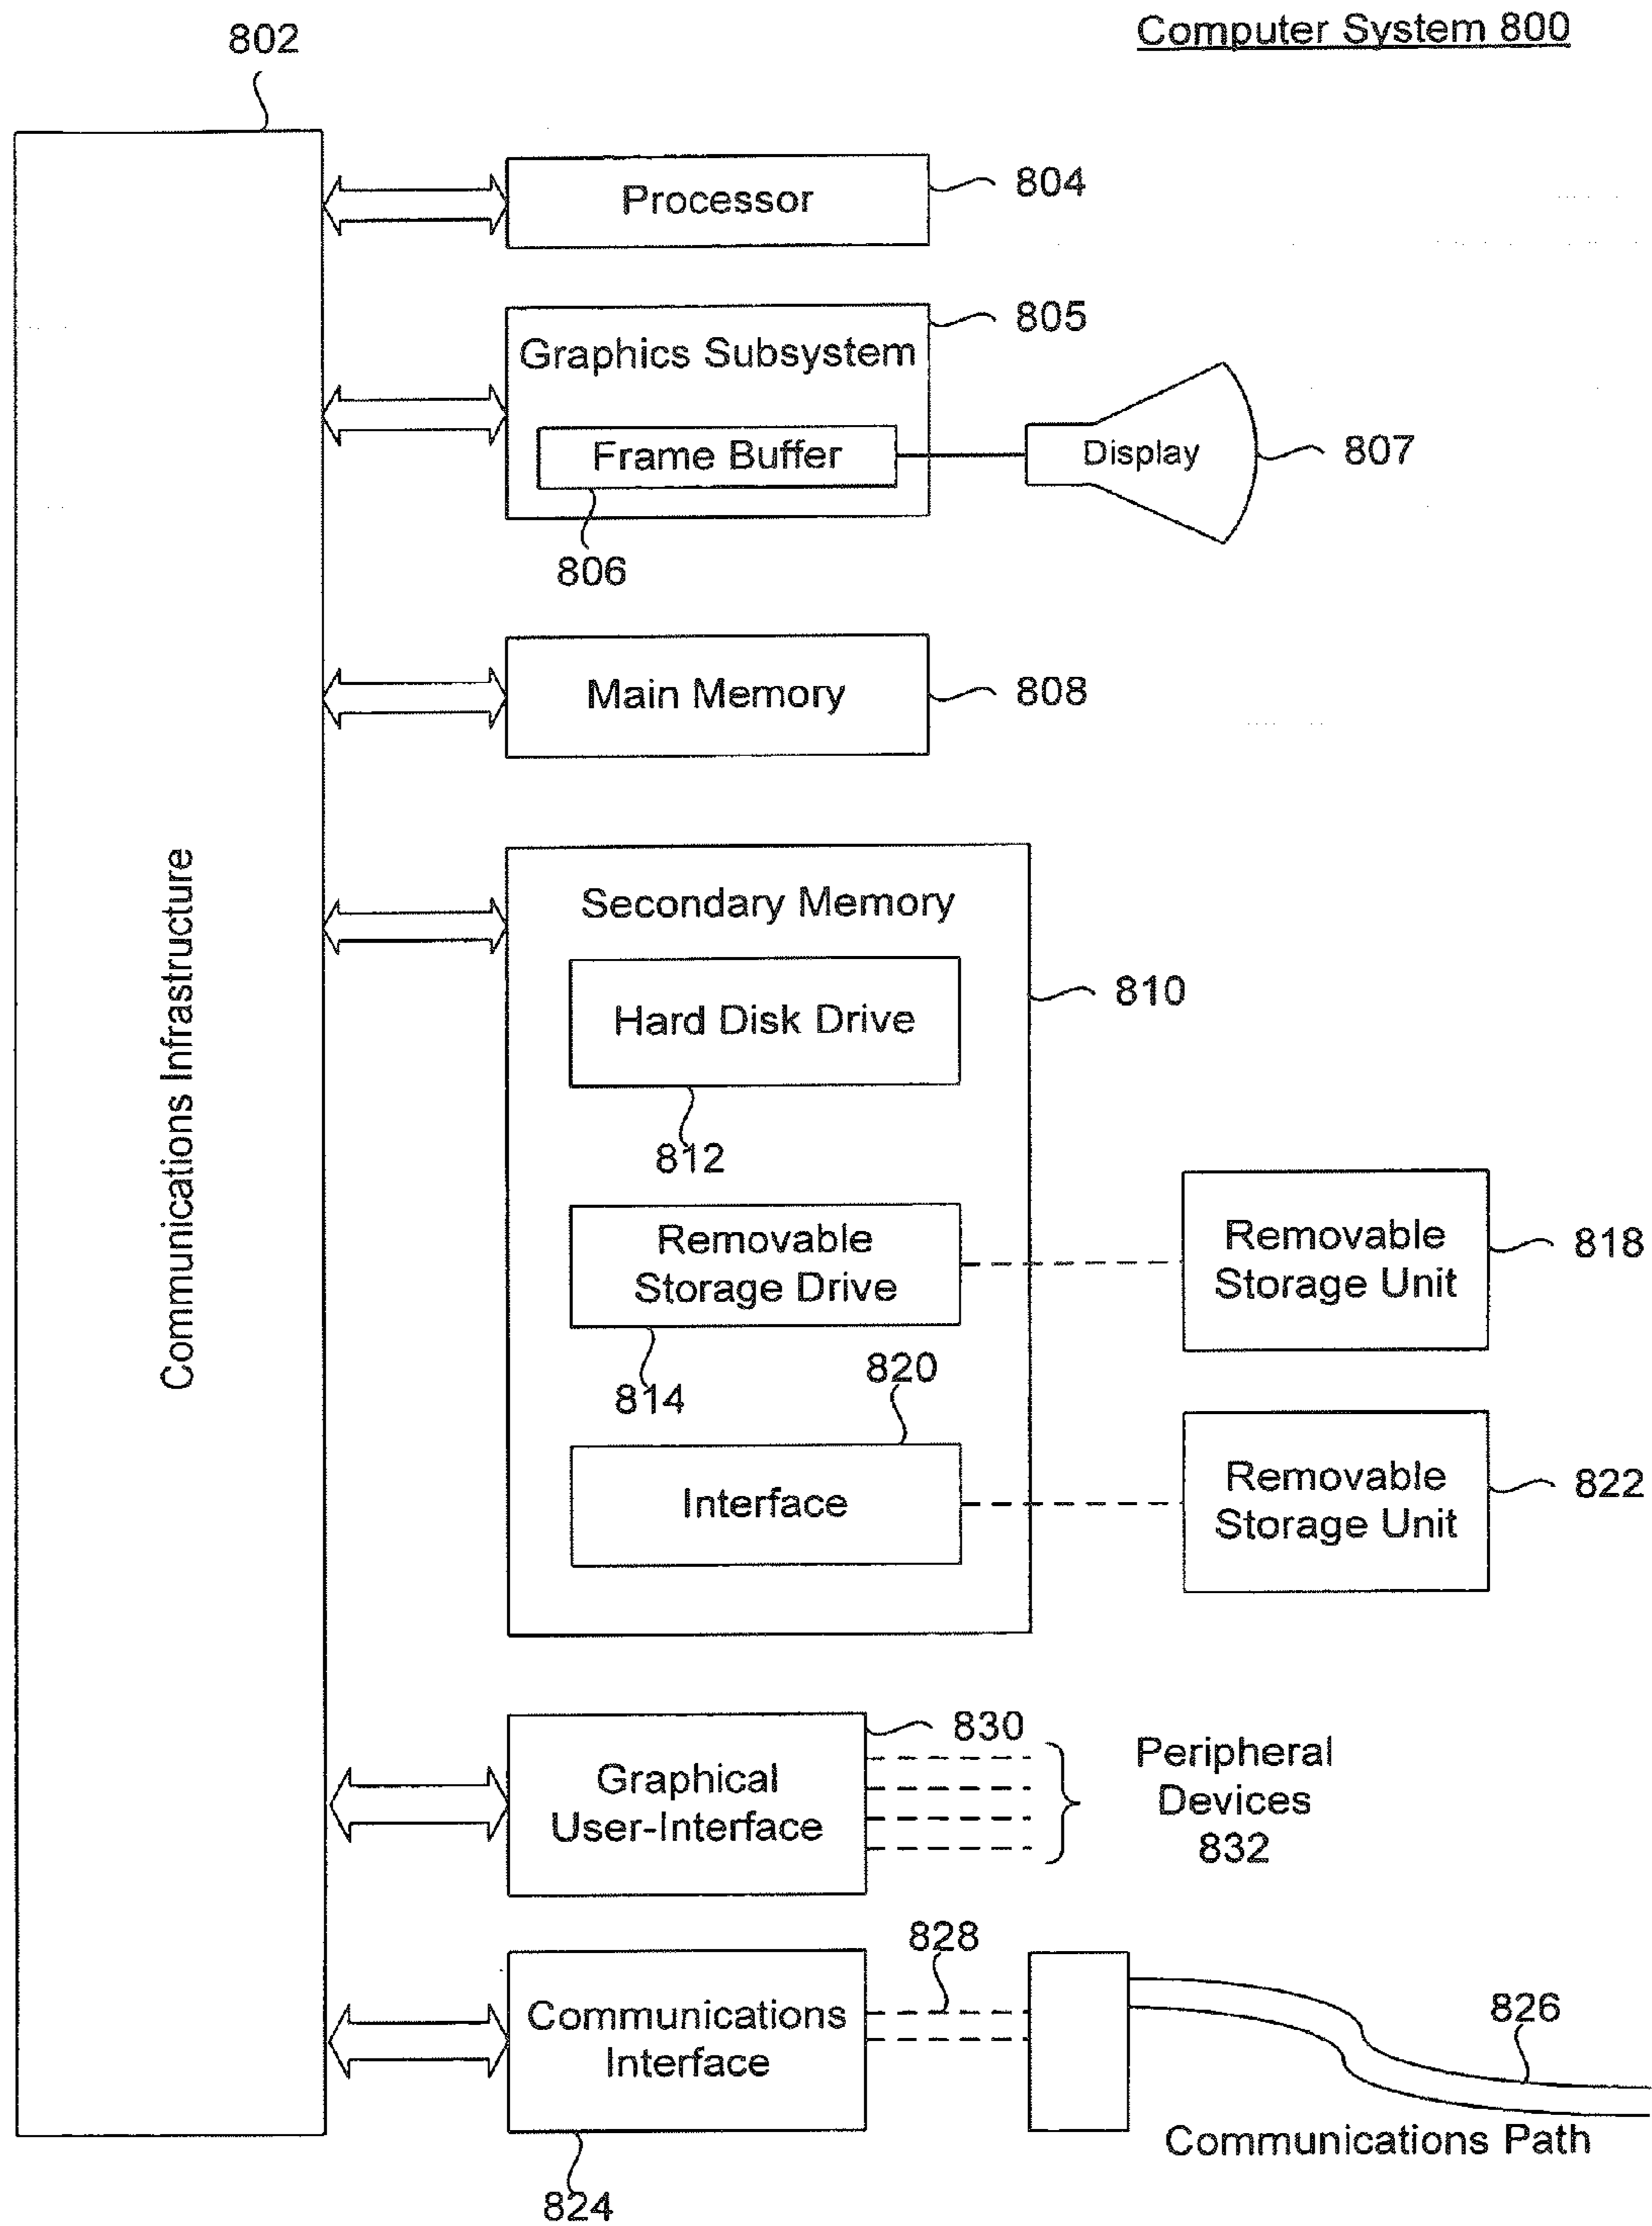 Computer System 800
802
Processor
804
805
Graphics Subsystem
Frame Buffer
Display
807
806
Main Memory
808
Communications Infrastructure
Secondary Memory
810
Hard Disk Drive
812
Removable
Storage Drive
814
Removable
Storage Unit
818
820
Interface
Removable
Storage Unit
822
830
Graphical
User-Interface
Peripheral
Devices
832
828
Communications
Interface
824
826
Communications Path